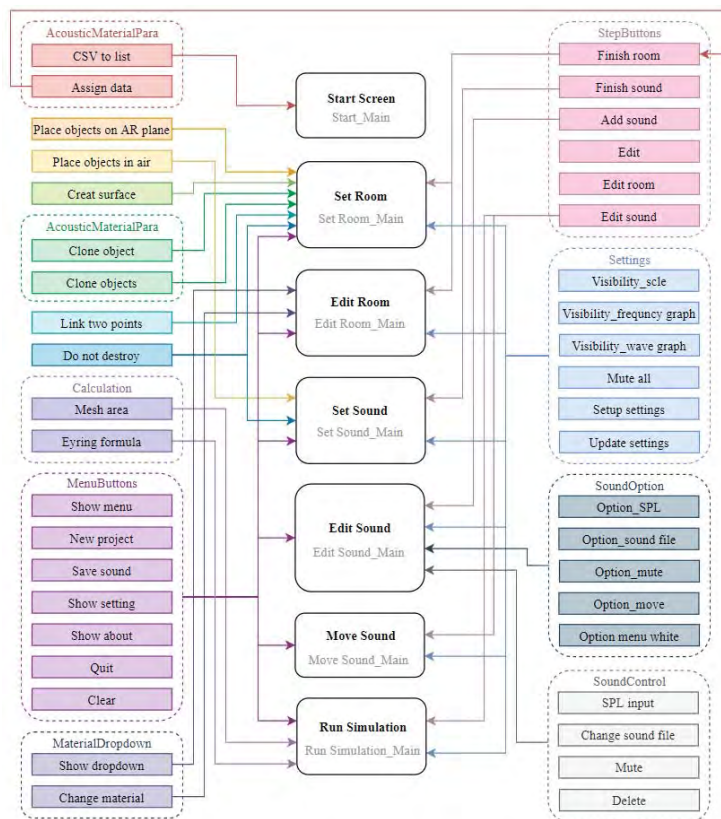 AcousticMaterialPara
CSV to list
Assign data
Place objects on AR plane
Place objects in air
Creat surface
AcousticMaterialPara
Clone object
Clone objects
Link two points
Do not destroy
Calculation
Mesh area
Eyring formula
MenuButtons
Show menu
New project
Save sound
Show setting
Show about
Quit
Clear
MaterialDropdown
Show dropdown
Change material
Start Screen
Start_Main
Set Room
Set Room_Main
Edit Room
Edit Room_Main
Set Sound
Set Sound_Main
Edit Sound
Edit Sound_Main
Move Sound
Move Sound_Main
Run Simulation
Run Simulation_Main
StepButtons
Finish room
Finish sound
Add sound
Edit
Edit room
Edit sound
Settings
Visibility_scle
Visibility_frequncy graph
Visibility_wave graph
Mute all
Setup settings
Update settings
SoundOption
Option_SPL
Option_sound file
Option_mute
Option_move
Option menu white
SoundControl
SPL input
Change sound file
Mute
Delete